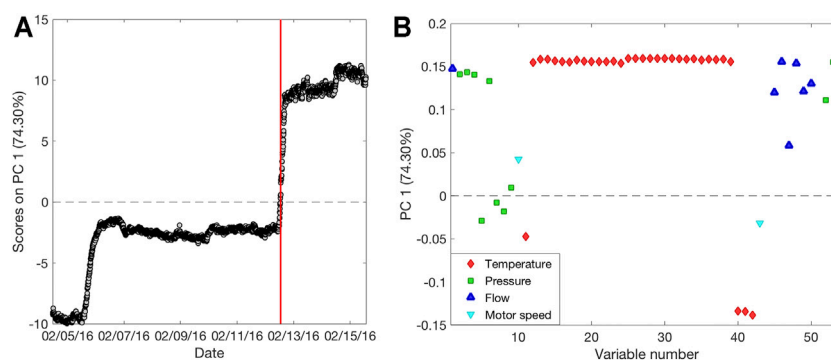 A
15
10
5
0
-5
-10
Scores on PC 1 (74.30%)
02/05/16 02/07/16 02/09/16 02/11/16 02/13/16 02/15/16
Date
B
0.2
0.15
0.1
0.05
0
-0.05
-0.1
-0.15
PC 1 (74.30%)
Temperature
Pressure
Flow
Motor speed
10 20 30 40 50
Variable number